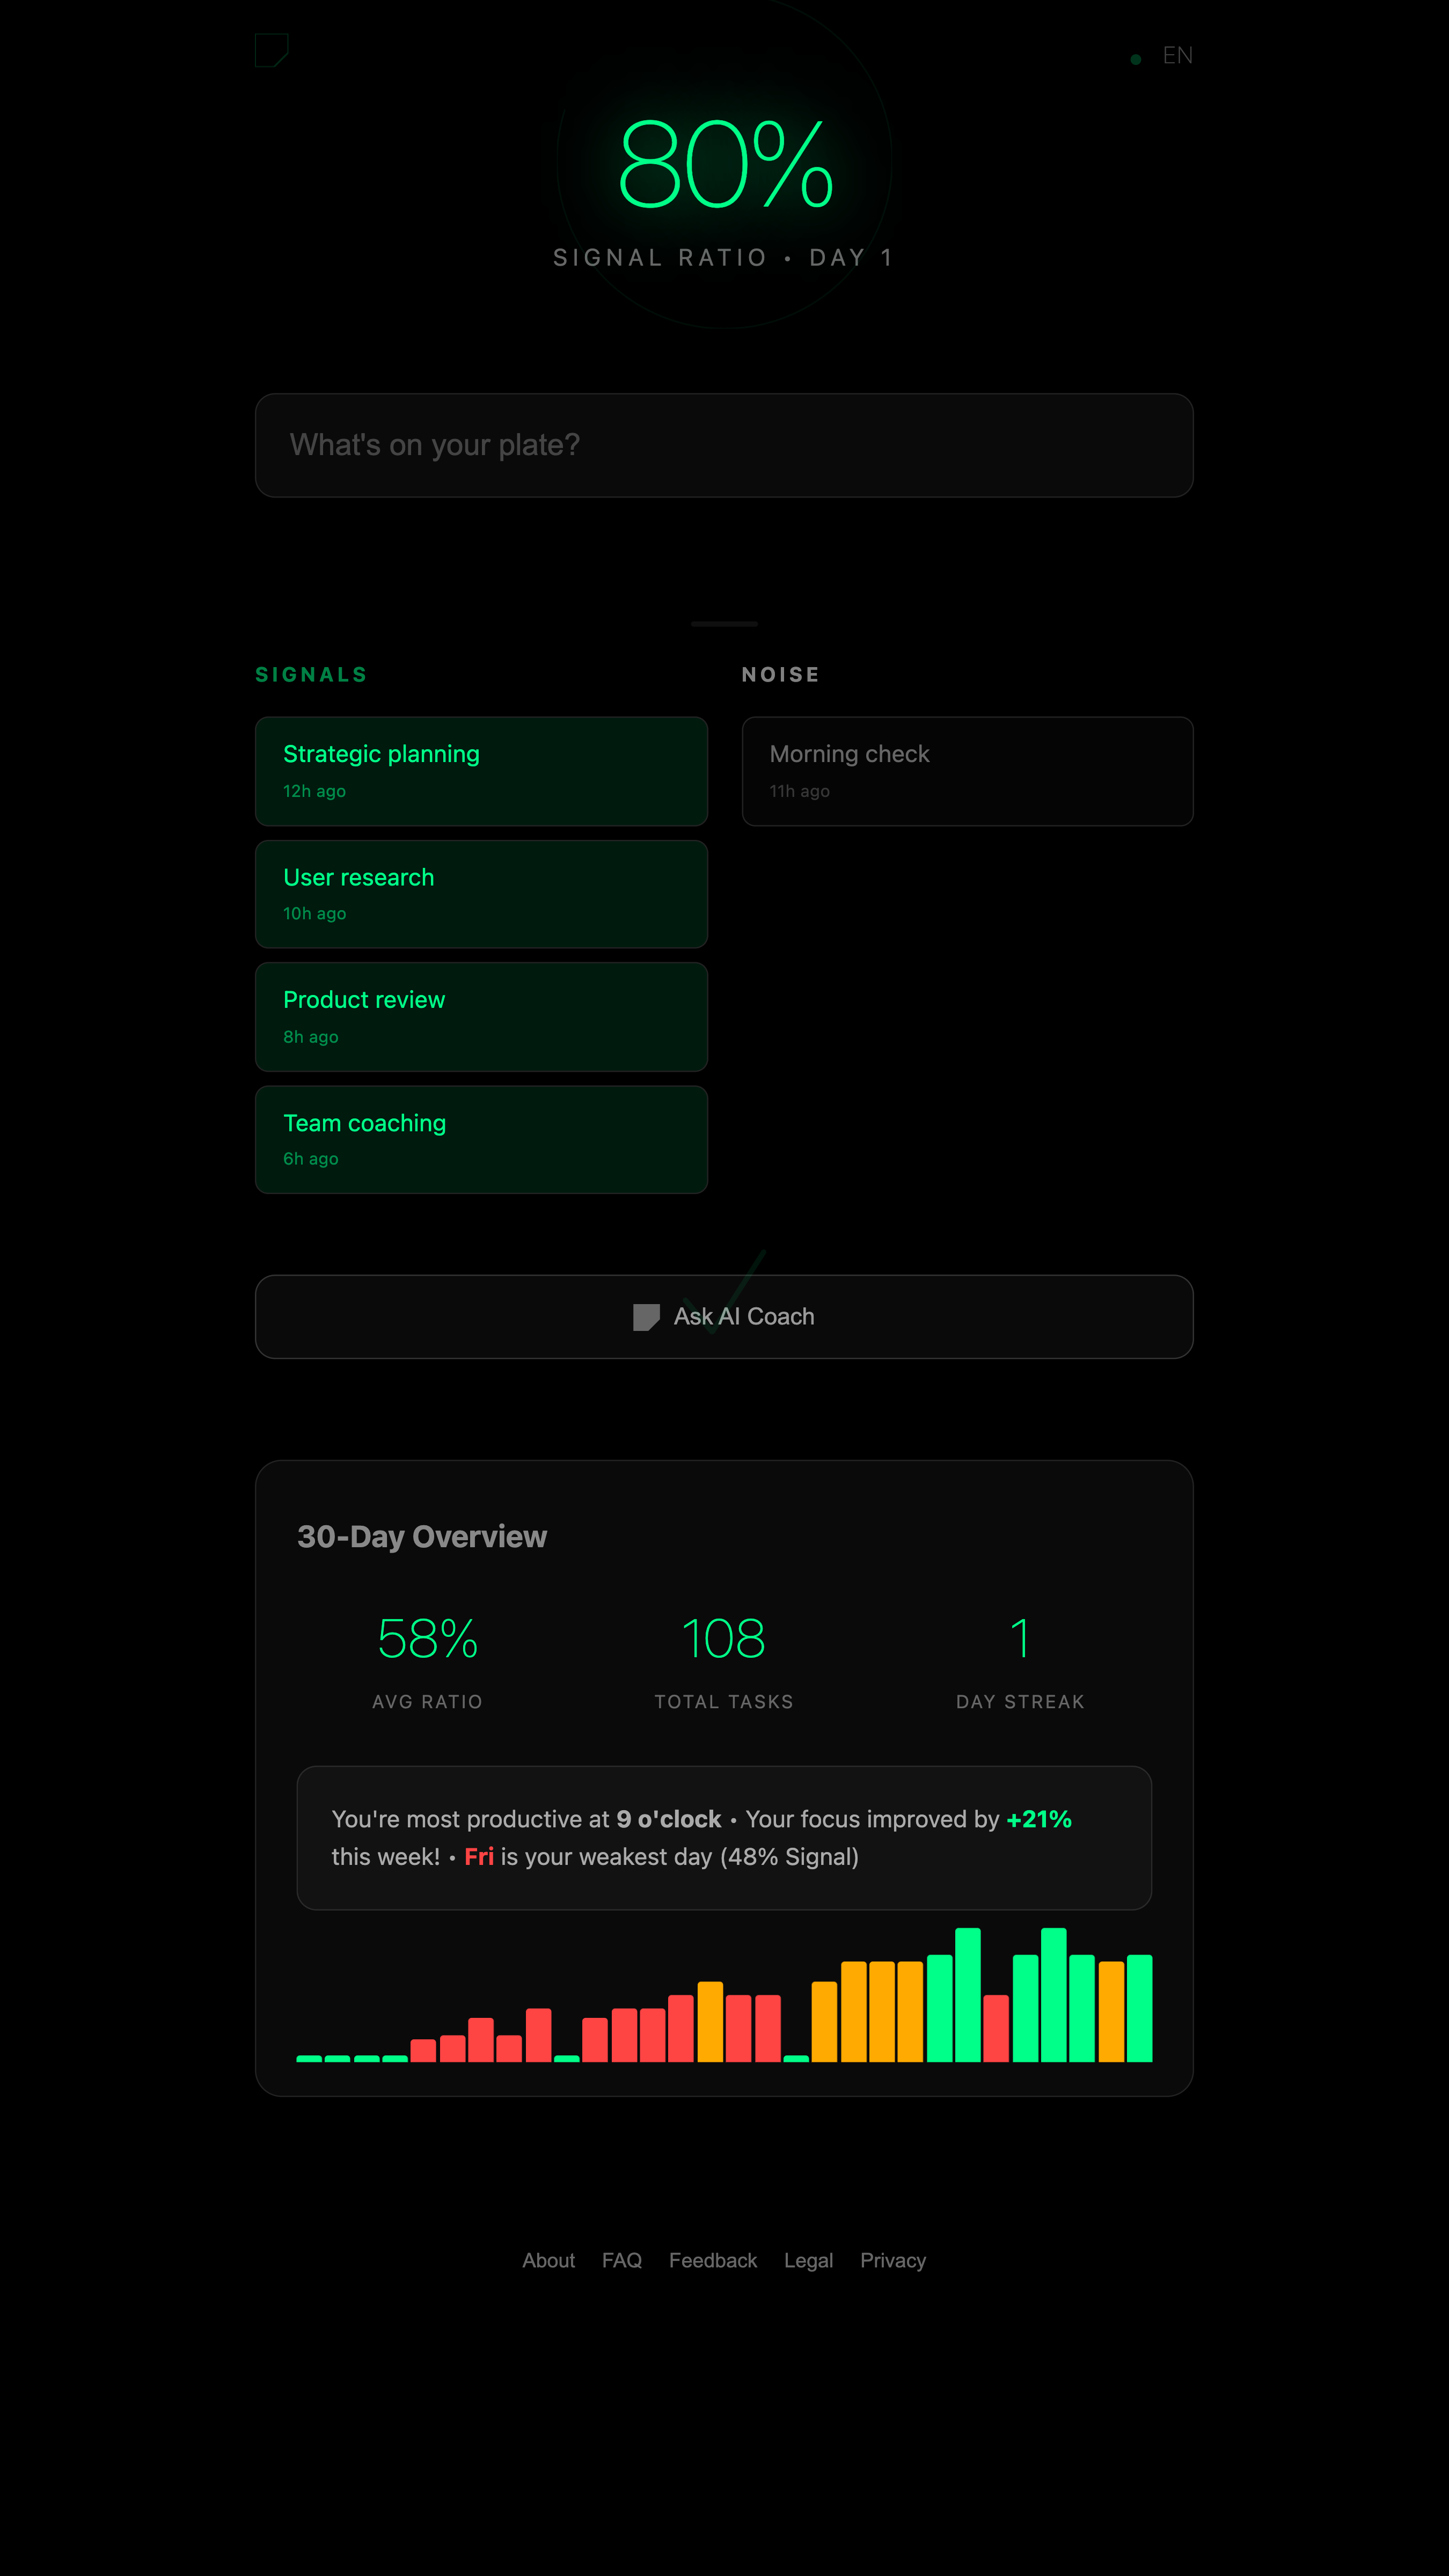 EN
80%
SIGNAL RATIO • DAY 1
What's on your plate?
SIGNALS
Strategic planning
12h ago
User research
10h ago
Product review
8h ago
Team coaching
6h ago
NOISE
Morning check
11h ago
Ask AI Coach
30-Day Overview
58%
AVG RATIO
108
TOTAL TASKS
1
DAY STREAK
You're most productive at 9 o'clock • Your focus improved by +21%
this week! • Fri is your weakest day (48% Signal)
About FAQ Feedback Legal Privacy